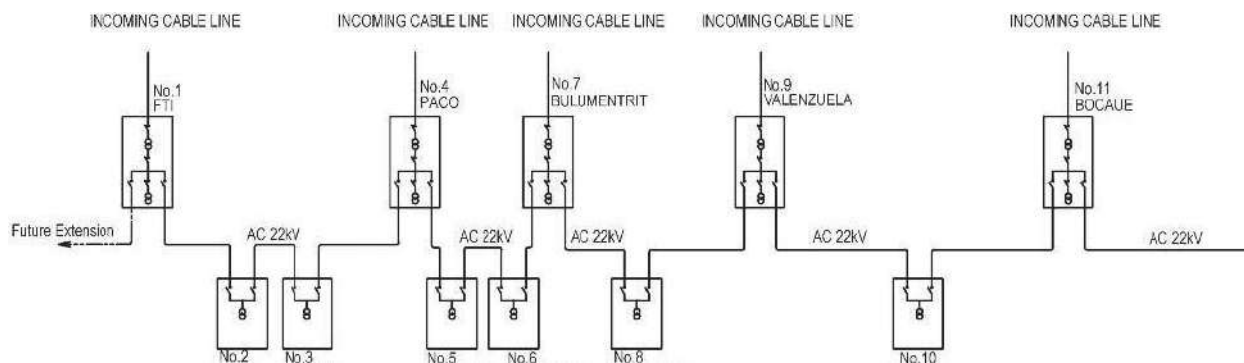 INCOMING CABLE LINE
INCOMING CABLE LINE
INCOMING CABLE LINE
INCOMING CABLE LINE
INCOMING CABLE LINE
No.1
FTI
No.4
PACO
No.7
BULUMENTRIT
No.9
VALENZUELA
No.11
BOCAUE
Future Extension
AC 22kV
AC 22kV
AC 22kV
AC 22kV
AC 22kV
No.2
No.3
No.5
No.6
No.8
No.10